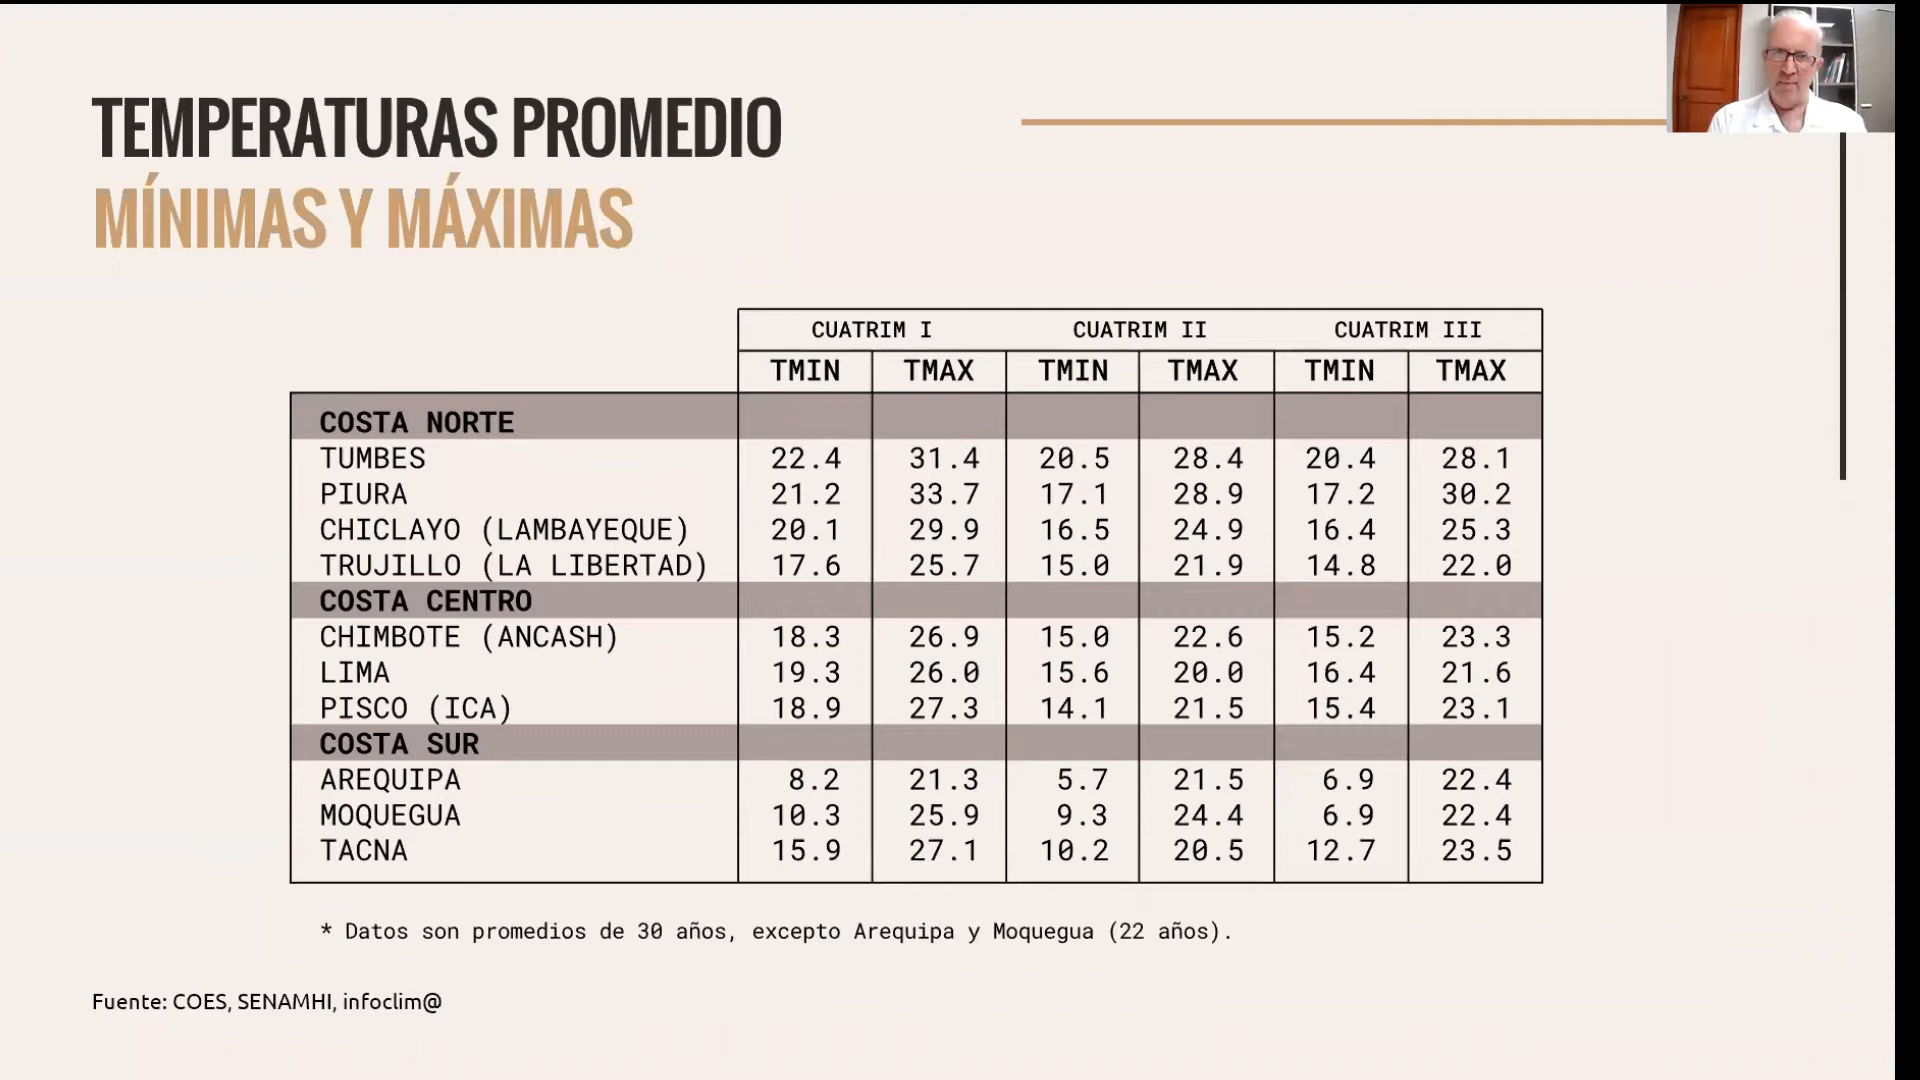 TEMPERATURAS PROMEDIO
MÍNIMAS Y MÁXIMAS
CUATRIM I CUATRIM II CUATRIM III
TMIN TMAX TMIN TMAX TMIN TMAX
COSTA NORTE
TUMBES 22.4 31.4 20.5 28.4 20.4 28.1
PIURA 21.2 33.7 17.1 28.9 17.2 30.2
CHICLAYO (LAMBAYEQUE) 20.1 29.9 16.5 24.9 16.4 25.3
TRUJILLO (LA LIBERTAD) 17.6 25.7 15.0 21.9 14.8 22.0
COSTA CENTRO
CHIMBOTE (ANCASH) 18.3 26.9 15.0 22.6 15.2 23.3
LIMA 19.3 26.0 15.6 20.0 16.4 21.6
PISCO (ICA) 18.9 27.3 14.1 21.5 15.4 23.1
COSTA SUR
AREQUIPA 8.2 21.3 5.7 21.5 6.9 22.4
MOQUEGUA 10.3 25.9 9.3 24.4 6.9 22.4
TACNA 15.9 27.1 10.2 20.5 12.7 23.5
* Datos son promedios de 30 años, excepto Arequipa y Moquegua (22 años).
Fuente: COES, SENAMHI, infoclim@